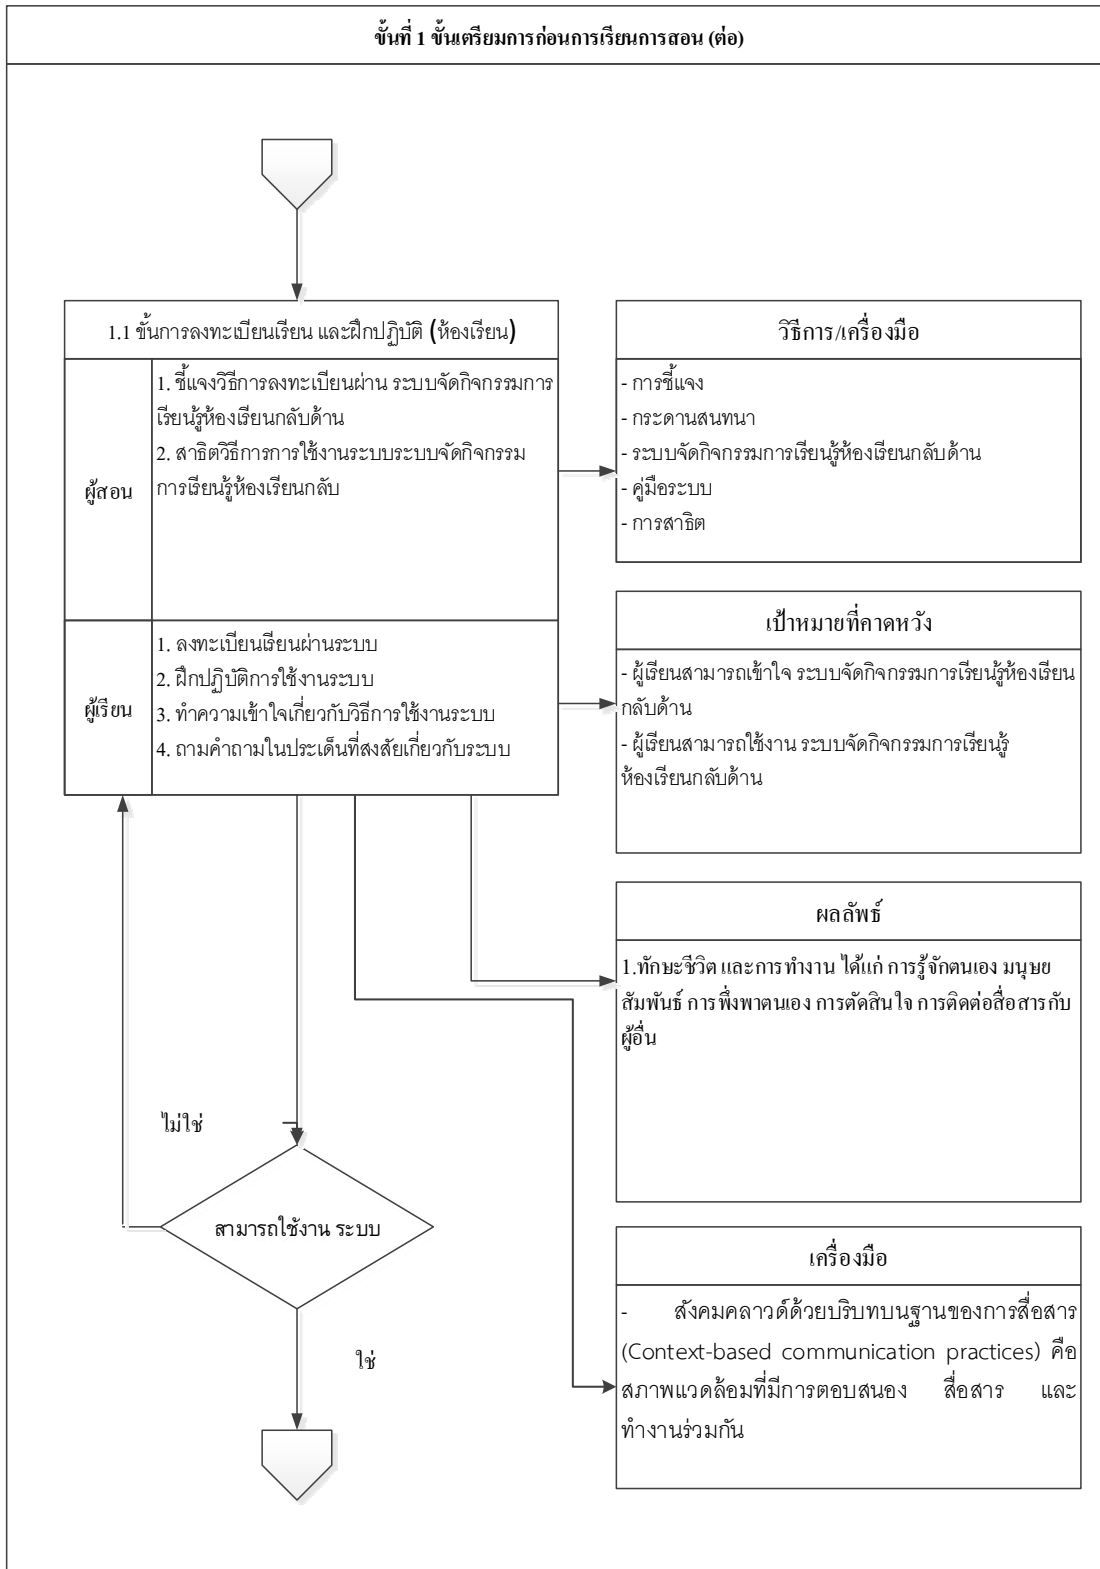 ขั้นที่ 1 ขั้นเตรียมการก่อนการเรียนการสอน (ต่อ)
1.1 ขั้นการลงทะเบียนเรียน และฝึกปฏิบัติ (ห้องเรียน)
ผู้สอน
1. ชี้แจงวิธีการลงทะเบียนผ่าน ระบบจัดกิจกรรมการ
เรียนรู้ห้องเรียนกลับด้าน
2. สาธิตวิธีการการใช้งานระบบระบบจัดกิจกรรม
การเรียนรู้ห้องเรียนกลับ
ผู้เรียน
1. ลงทะเบียนเรียนผ่านระบบ
2. ฝึกปฏิบัติการใช้งานระบบ
3. ทำความเข้าใจเกี่ยวกับวิธีการใช้งานระบบ
4. ถามคำถามในประเด็นที่สงสัยเกี่ยวกับระบบ
วิธีการ/เครื่องมือ
- การชี้แจง
- กระดานสนทนา
- ระบบจัดกิจกรรมการเรียนรู้ห้องเรียนกลับด้าน
- คู่มือระบบ
- การสาธิต
เป้าหมายที่คาดหวัง
- ผู้เรียนสามารถเข้าใจ ระบบจัดกิจกรรมการเรียนรู้ห้องเรียน
กลับด้าน
- ผู้เรียนสามารถใช้งาน ระบบจัดกิจกรรมการเรียนรู้
ห้องเรียนกลับด้าน
ผลลัพธ์
1.ทักษะชีวิต และการทำงาน ได้แก่ การรู้จักตนเอง มนุษย
สัมพันธ์ การพึ่งพาตนเอง การตัดสินใจ การติดต่อสื่อสารกับ
ผู้อื่น
เครื่องมือ
- สังคมคลาวด์ด้วยบริบทบนฐานของการสื่อสาร
(Context-based communication practices) คือ
สภาพแวดล้อมที่มีการตอบสนอง สื่อสาร และ
ทำงานร่วมกัน
ไม่ใช่
สามารถใช้งาน ระบบ
ใช่